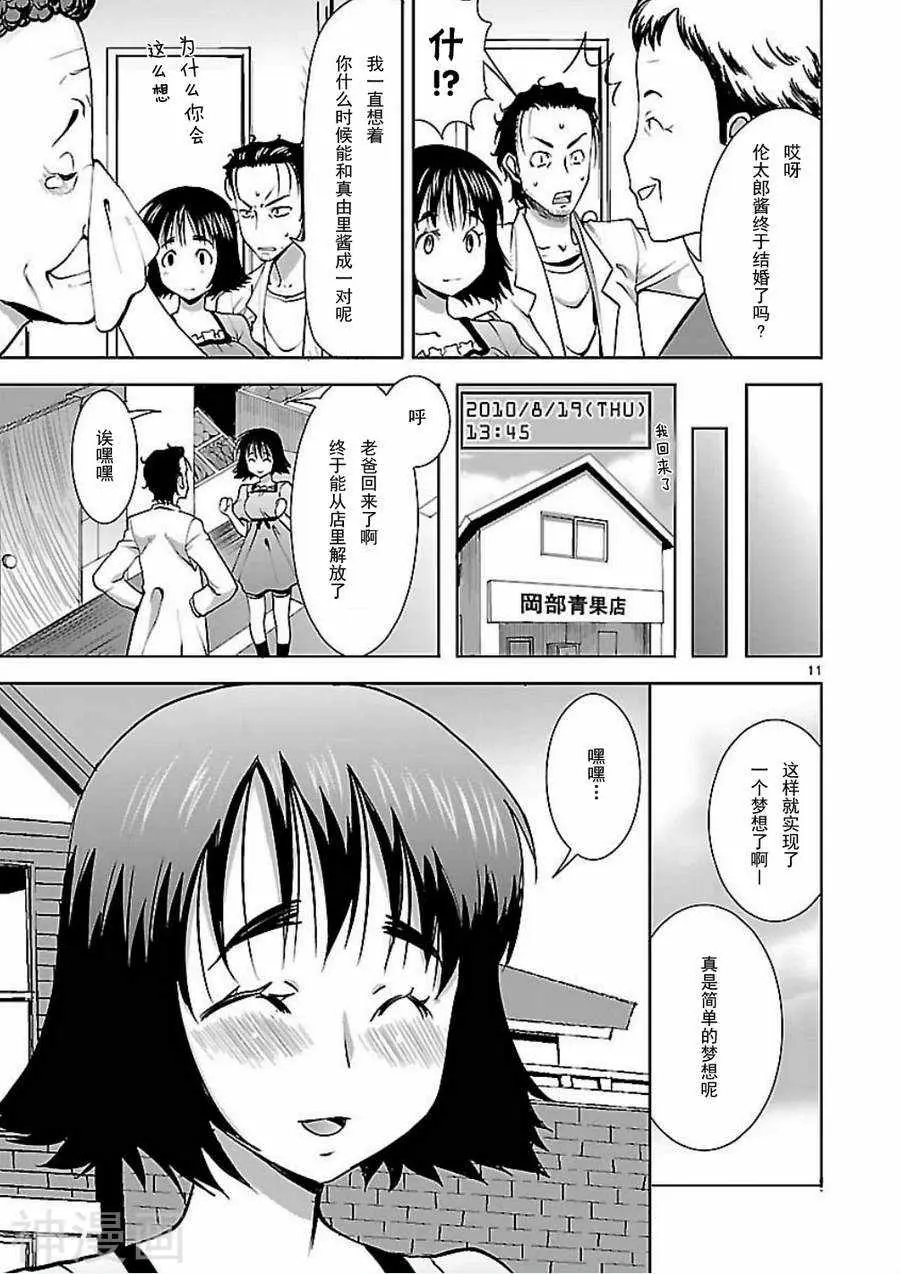 哎呀
伦太郎酱终于结婚了吗?
什!?
我一直想着
你什么时候能和真由里酱成一对呢
为什么你会
这么想
2010/8/19(THU)
13:45
我回来了
岡部青果店
呼
老爸回来了啊
终于能从店里解放了
诶嘿嘿
11
这样就实现了
一个梦想了啊—
真是简单的梦想呢
嘿嘿…
神漫画